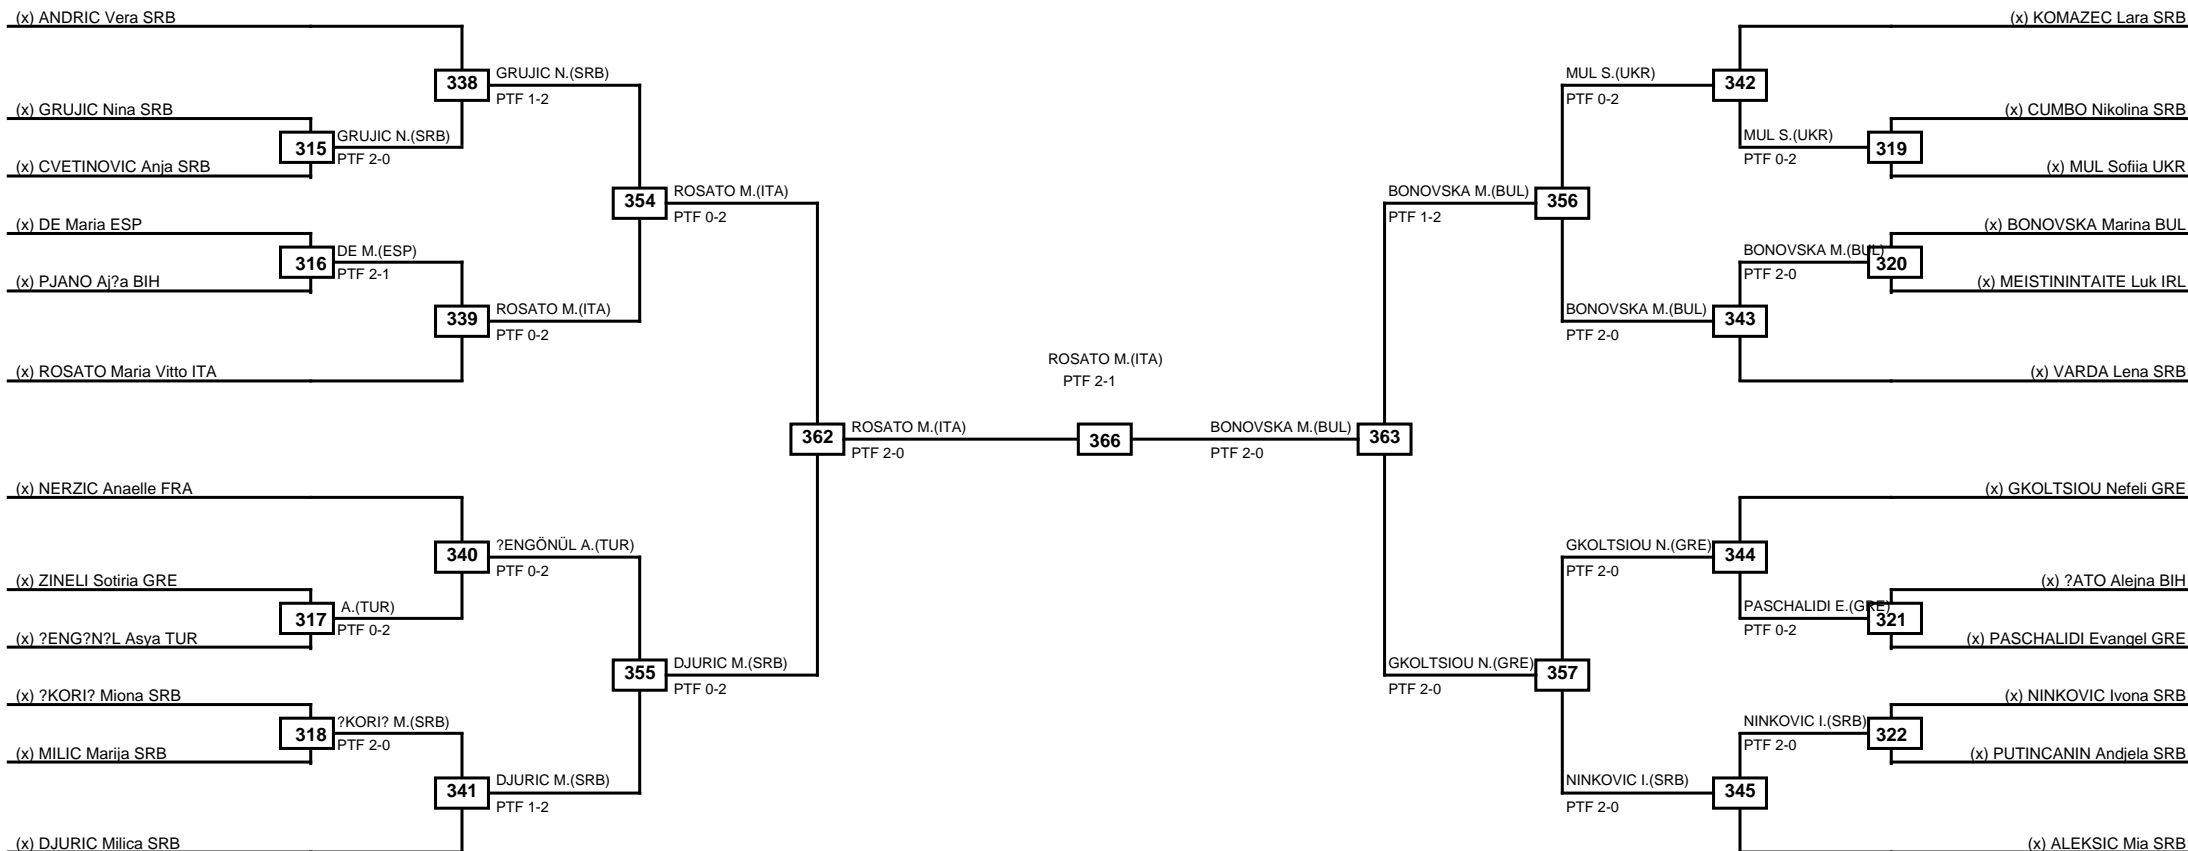 (x) ANDRIC Vera SRB
(x) KOMAZEC Lara SRB
338
GRUJIC N.(SRB)
PTF 1-2
MUL S.(UKR)
PTF 0-2
342
(x) GRUJIC Nina SRB
(x) CUMBO Nikolina SRB
315
GRUJIC N.(SRB)
PTF 2-0
MUL S.(UKR)
PTF 0-2
319
(x) CVETINOVIC Anja SRB
(x) MUL Sofiia UKR
354
ROSATO M.(ITA)
PTF 0-2
BONOVSKA M.(BUL)
PTF 1-2
356
(x) DE Maria ESP
(x) BONOVSKA Marina BUL
316
DE M.(ESP)
PTF 2-1
BONOVSKA M.(BUL)
PTF 2-0
320
(x) PJANO Aj?a BIH
(x) MEISTININTAITE Luk IRL
339
ROSATO M.(ITA)
PTF 0-2
BONOVSKA M.(BUL)
PTF 2-0
343
(x) ROSATO Maria Vitto ITA
(x) VARDA Lena SRB
ROSATO M.(ITA)
PTF 2-1
362
ROSATO M.(ITA)
PTF 2-0
366
BONOVSKA M.(BUL)
PTF 2-0
363
(x) NERZIC Anaelle FRA
(x) GKOLTSIOU Nefeli GRE
340
?ENGÖNÜL A.(TUR)
PTF 0-2
GKOLTSIOU N.(GRE)
PTF 2-0
344
(x) ZINELI Sotiria GRE
(x) ?ATO Alejna BIH
317
A.(TUR)
PTF 0-2
PASCHALIDI E.(GRE)
PTF 0-2
321
(x) ?ENG?N?L Asya TUR
(x) PASCHALIDI Evangel GRE
355
DJURIC M.(SRB)
PTF 0-2
GKOLTSIOU N.(GRE)
PTF 2-0
357
(x) ?KORI? Miona SRB
(x) NINKOVIC Ivona SRB
318
?KORI? M.(SRB)
PTF 2-0
NINKOVIC I.(SRB)
PTF 2-0
322
(x) MILIC Marija SRB
(x) PUTINCANIN Andjela SRB
341
DJURIC M.(SRB)
PTF 1-2
NINKOVIC I.(SRB)
PTF 2-0
345
(x) DJURIC Milica SRB
(x) ALEKSIC Mia SRB